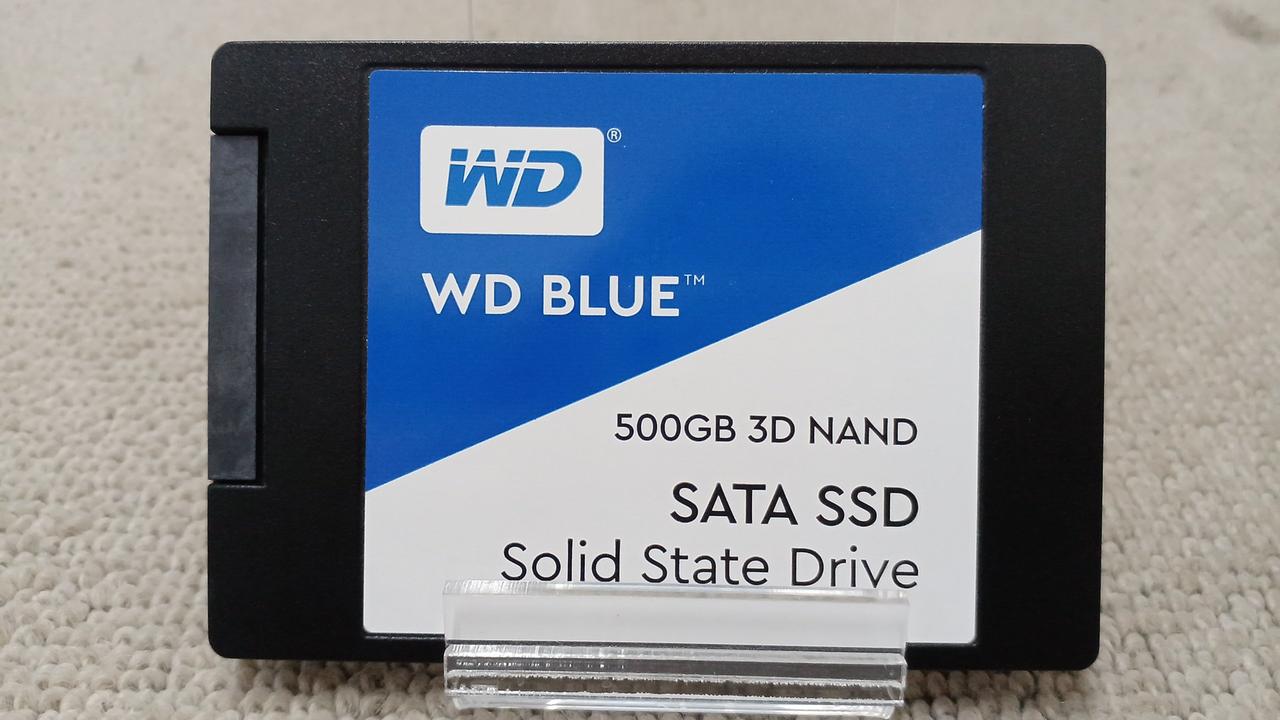 WD®
WD BLUE™
500GB 3D NAND
SATA SSD
Solid State Drive